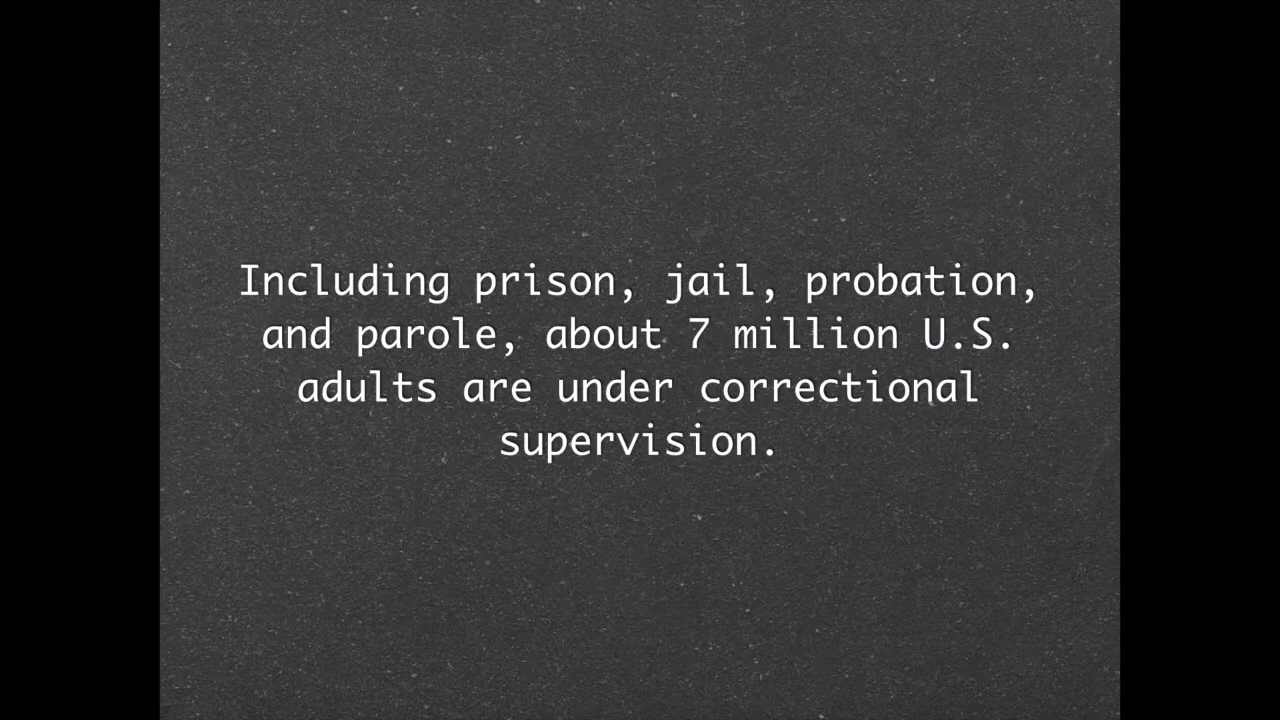 Including prison, jail, probation,
and parole, about 7 million U.S.
adults are under correctional
supervision.